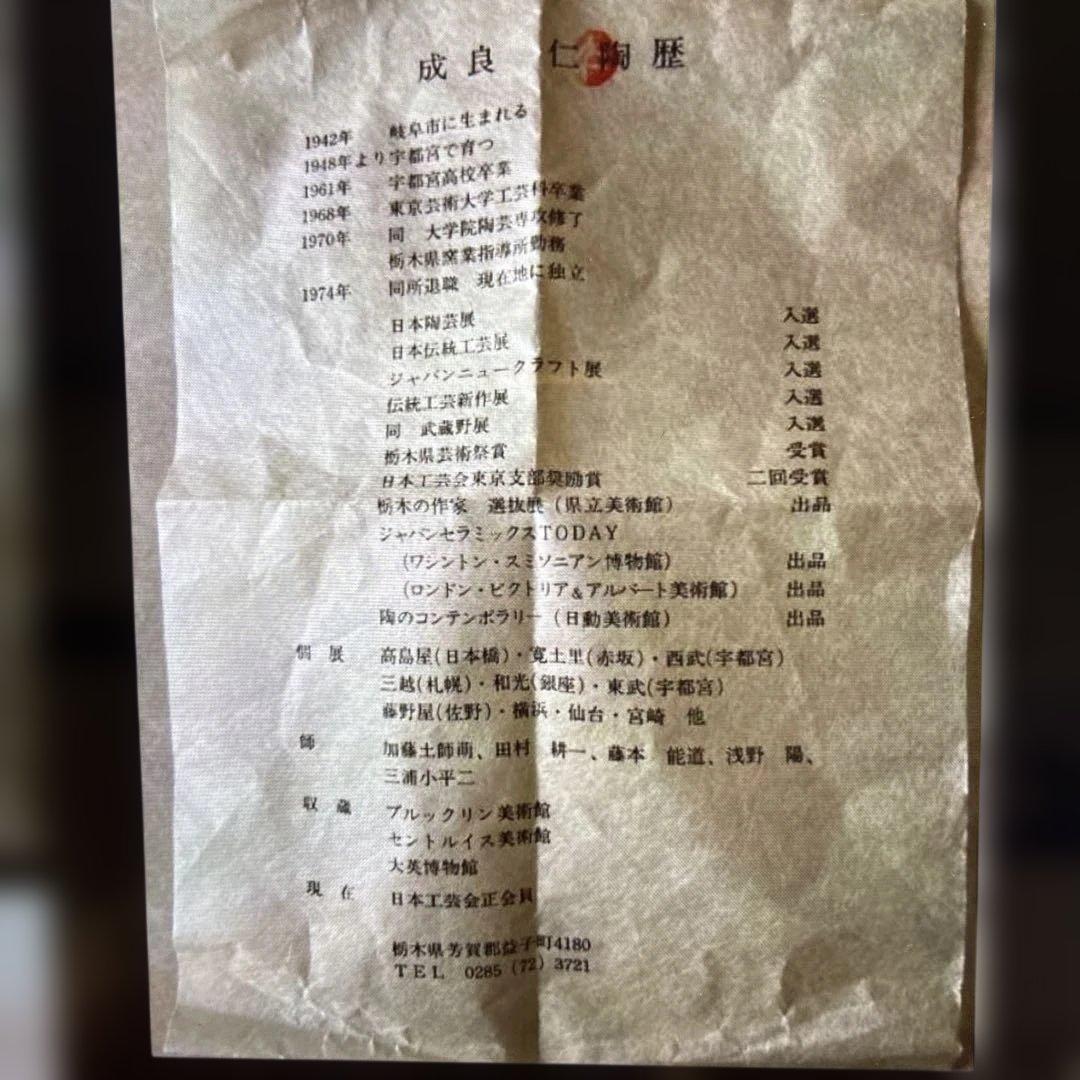 成良 仁 陶歴
1942年 岐阜市に生まれる
1948年より宇都宮で育つ
1961年 宇都宮高校卒業
1968年 東京芸術大学工芸科卒業
1970年 同 大学院陶芸専攻修了
栃木県窯業指導所勤務
1974年 同所退職 現在地に独立
日本陶芸展 入選
日本伝統工芸展 入選
ジャパンニュークラフト展 入選
伝統工芸新作展 入選
同 武蔵野展 入選
栃木県芸術祭賞 受賞
日本工芸会東京支部奨励賞 二回受賞
栃木の作家 選抜展(県立美術館) 出品
ジャパンセラミックスTODAY
(ワシントン・スミソニアン博物館) 出品
(ロンドン・ビクトリア&アルバート美術館) 出品
陶のコンテンポラリー(日動美術館) 出品
個展 高島屋(日本橋)・寛土里(赤坂)・西武(宇都宮)
三越(札幌)・和光(銀座)・東武(宇都宮)
藤野屋(佐野)・横浜・仙台・宮崎 他
師 加藤土師萌、田村 耕一、藤本 能道、浅野 陽、
三浦小平二
収蔵 ブルックリン美術館
セントルイス美術館
大英博物館
現在 日本工芸会正会員
栃木県芳賀郡益子町4180
TEL 0285(72)3721